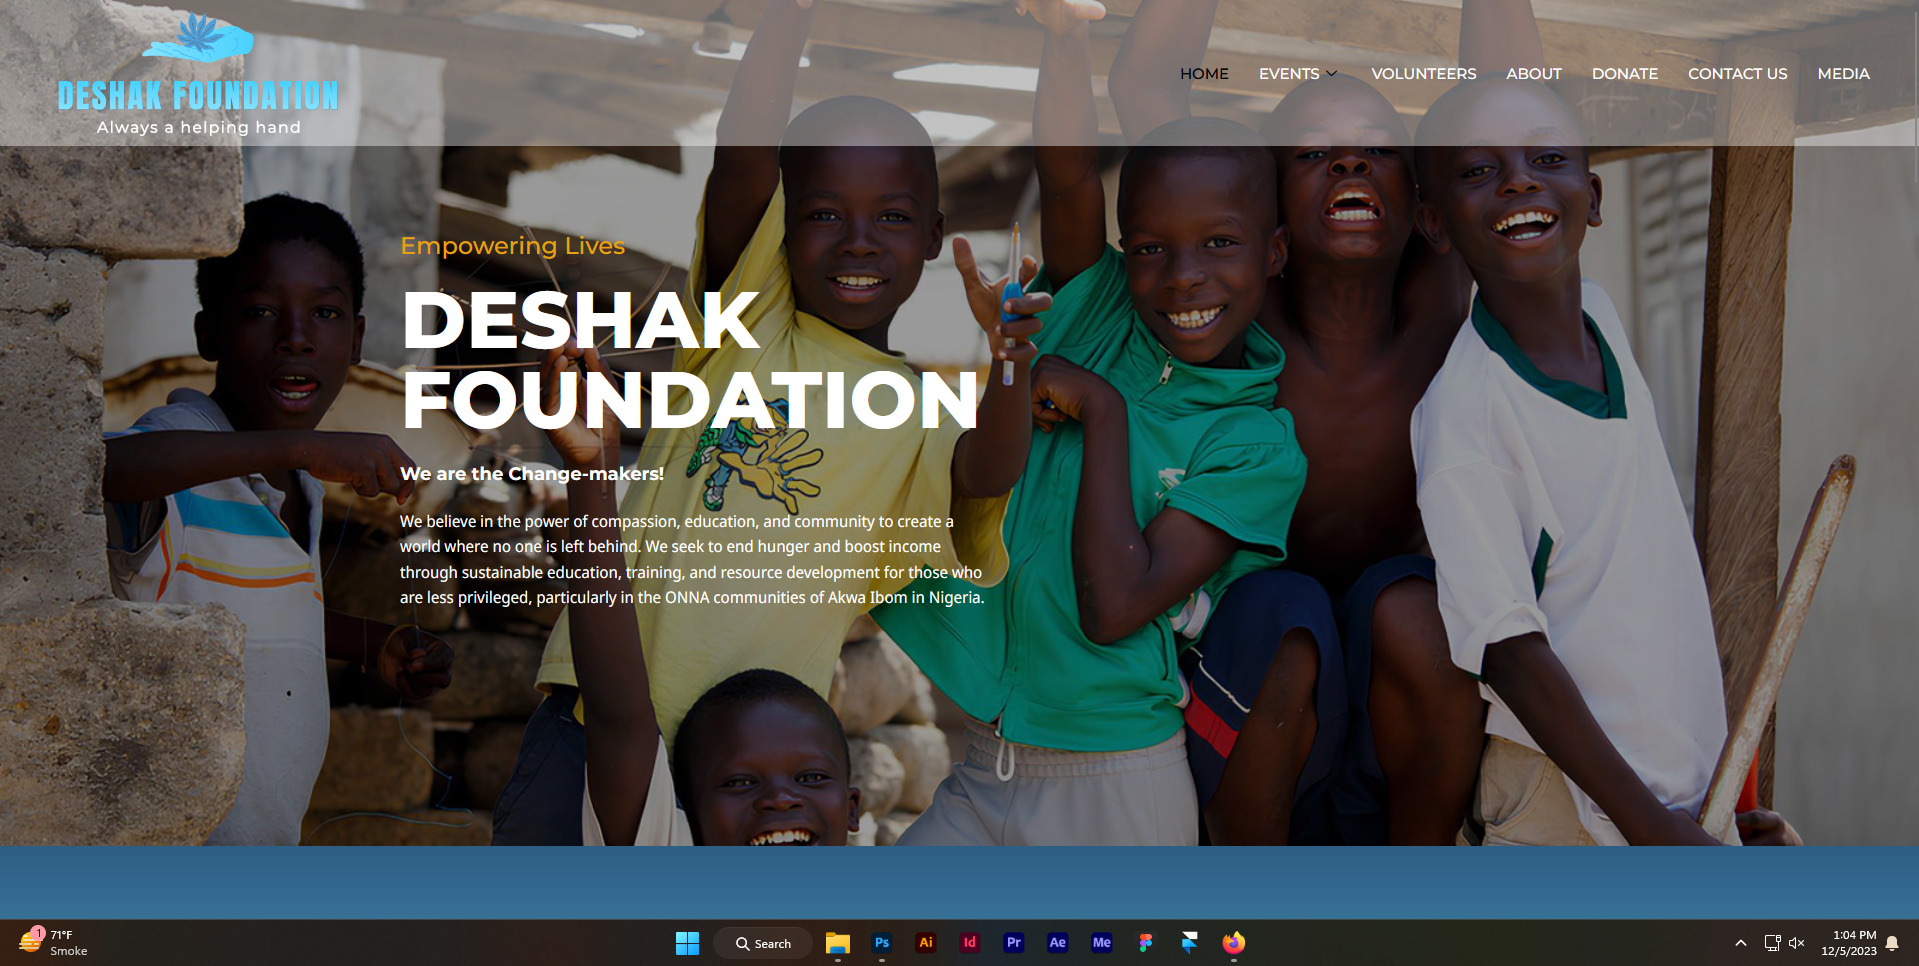 DESHAK FOUNDATION
Always a helping hand
HOME EVENTS VOLUNTEERS ABOUT DONATE CONTACT US MEDIA
Empowering Lives
DESHAK
FOUNDATION
We are the Change-makers!
We believe in the power of compassion, education, and community to create a
world where no one is left behind. We seek to end hunger and boost income
through sustainable education, training, and resource development for those who
are less privileged, particularly in the ONNA communities of Akwa Ibom in Nigeria.
1
71°F
Smoke
Search
Ps Ai Id Pr Ae Me
1:04 PM
12/5/2023